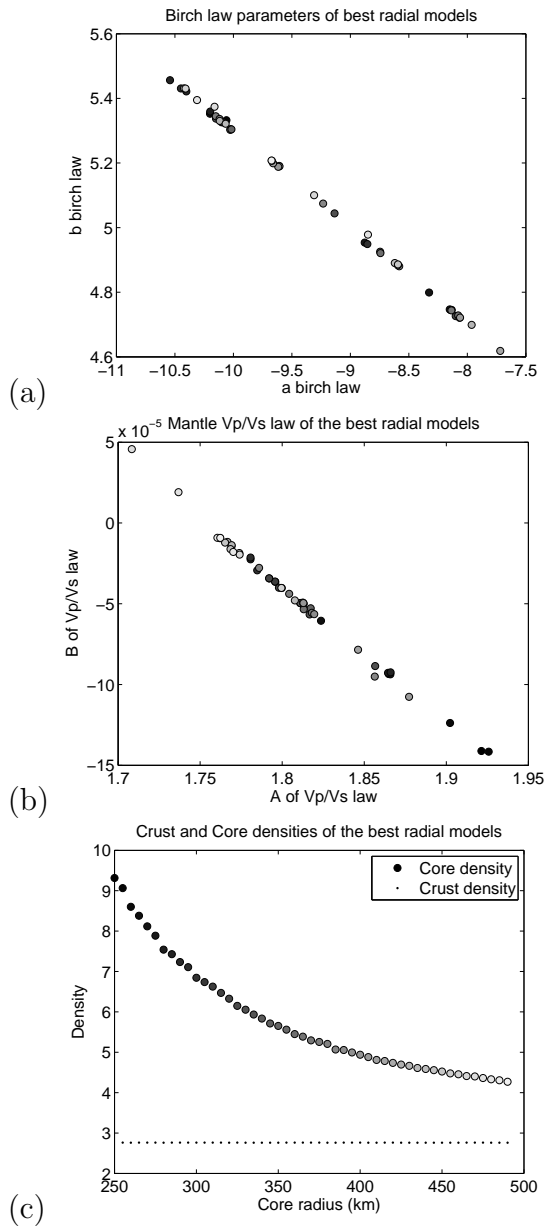 Birch law parameters of best radial models
5.6
5.4
5.2
5
4.8
4.6
b birch law
−11 −10.5 −10 −9.5 −9 −8.5 −8 −7.5
a birch law
(a)
5 x 10⁻⁵ Mantle Vp/Vs law of the best radial models
0
−5
−10
−15
B of Vp/Vs law
1.7 1.75 1.8 1.85 1.9 1.95
A of Vp/Vs law
(b)
Crust and Core densities of the best radial models
10
9
8
7
6
5
4
3
2
Density
Core density
Crust density
250 300 350 400 450 500
Core radius (km)
(c)